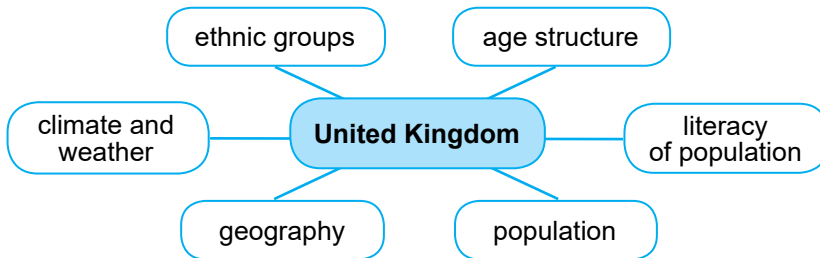 ethnic groups
age structure
climate and
weather
United Kingdom
literacy
of population
geography
population